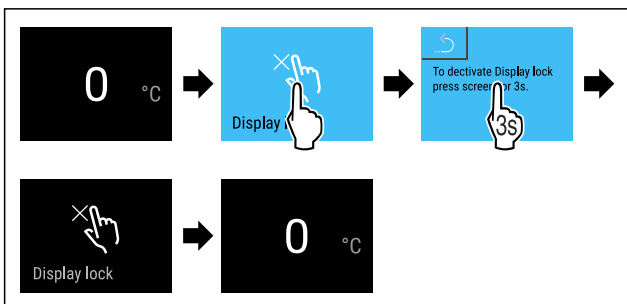 0 °C
Display
To dectivate Display lock
press screen for 3s.
3s
Display lock
0 °C